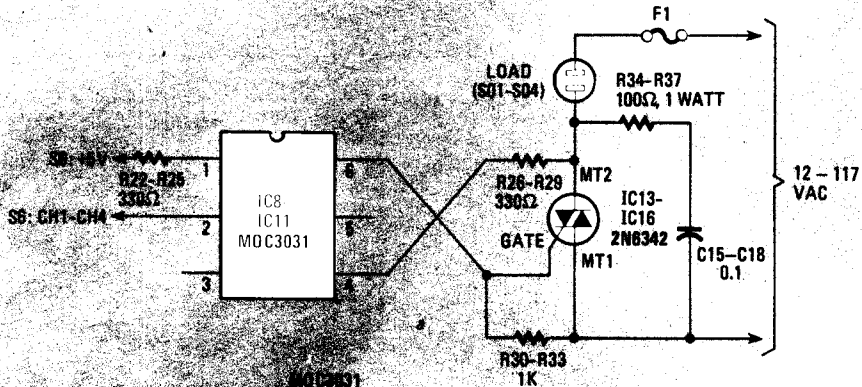 F1
LOAD
(S01-S04)
R34-R37
100Ω, 1 WATT
S6: +5V
R22-R25
330Ω
1
6
IC8-
IC11
MOC3031
S6: CH1-CH4
2
5
3
4
R26-R29
330Ω
MT2
GATE
MT1
IC13-
IC16
2N6342
C15-C18
0.1
12 – 117
VAC
R30-R33
1K
MOC3031